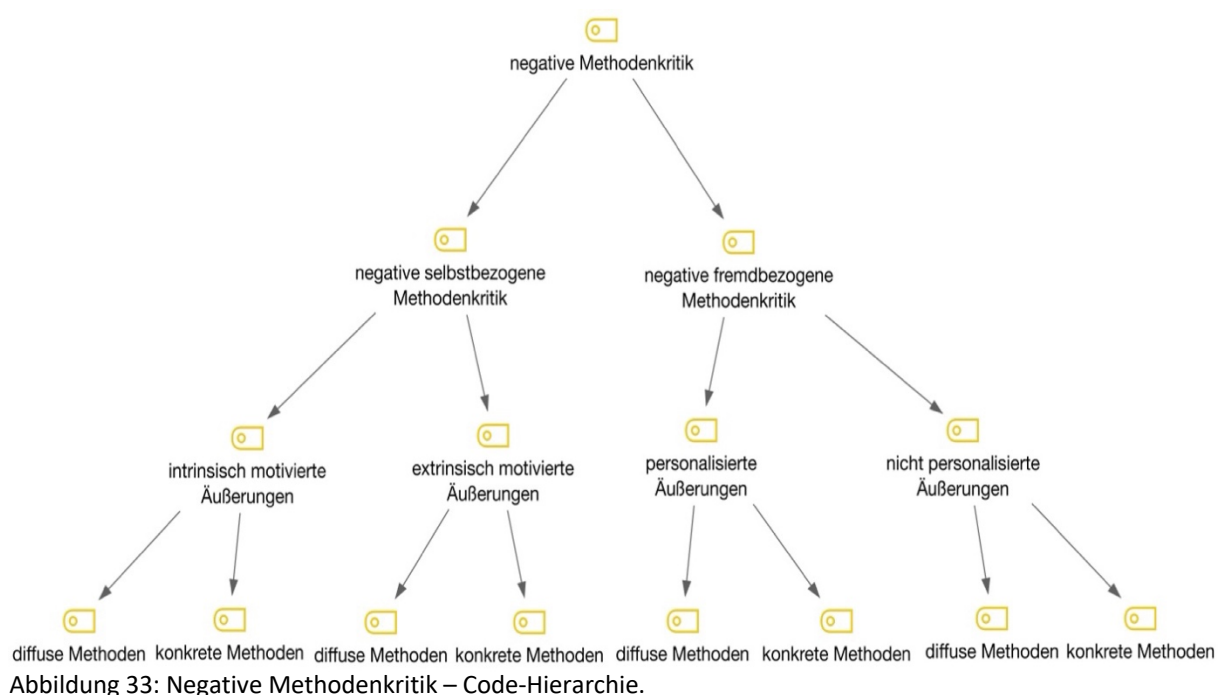 negative Methodenkritik
negative selbstbezogene
Methodenkritik
negative fremdbezogene
Methodenkritik
intrinsisch motivierte
Äußerungen
extrinsisch motivierte
Äußerungen
personalisierte
Äußerungen
nicht personalisierte
Äußerungen
diffuse Methoden
konkrete Methoden
diffuse Methoden
konkrete Methoden
diffuse Methoden
konkrete Methoden
diffuse Methoden
konkrete Methoden
Abbildung 33: Negative Methodenkritik – Code-Hierarchie.